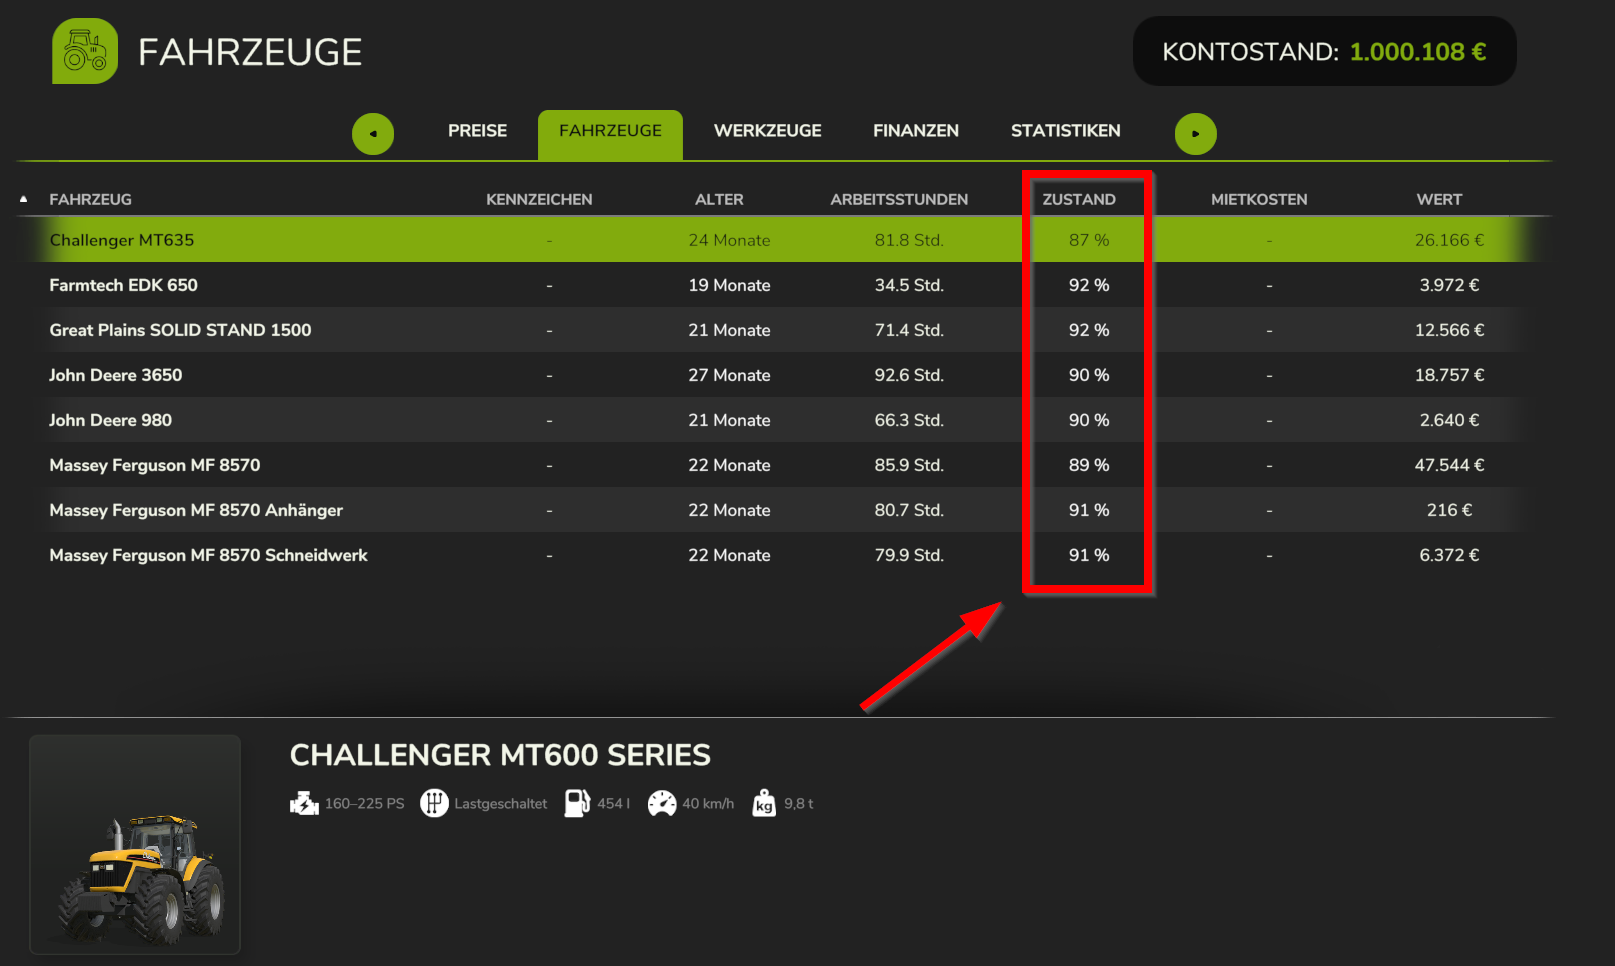 FAHRZEUGE
KONTOSTAND: 1.000.108 €
PREISE FAHRZEUGE WERKZEUGE FINANZEN STATISTIKEN
FAHRZEUG KENNZEICHEN ALTER ARBEITSSTUNDEN ZUSTAND MIETKOSTEN WERT
Challenger MT635 - 24 Monate 81.8 Std. 87 % - 26.166 €
Farmtech EDK 650 - 19 Monate 34.5 Std. 92 % - 3.972 €
Great Plains SOLID STAND 1500 - 21 Monate 71.4 Std. 92 % - 12.566 €
John Deere 3650 - 27 Monate 92.6 Std. 90 % - 18.757 €
John Deere 980 - 21 Monate 66.3 Std. 90 % - 2.640 €
Massey Ferguson MF 8570 - 22 Monate 85.9 Std. 89 % - 47.544 €
Massey Ferguson MF 8570 Anhänger - 22 Monate 80.7 Std. 91 % - 216 €
Massey Ferguson MF 8570 Schneidwerk - 22 Monate 79.9 Std. 91 % - 6.372 €
CHALLENGER MT600 SERIES
160–225 PS Lastgeschaltet 454 l 40 km/h kg 9,8 t